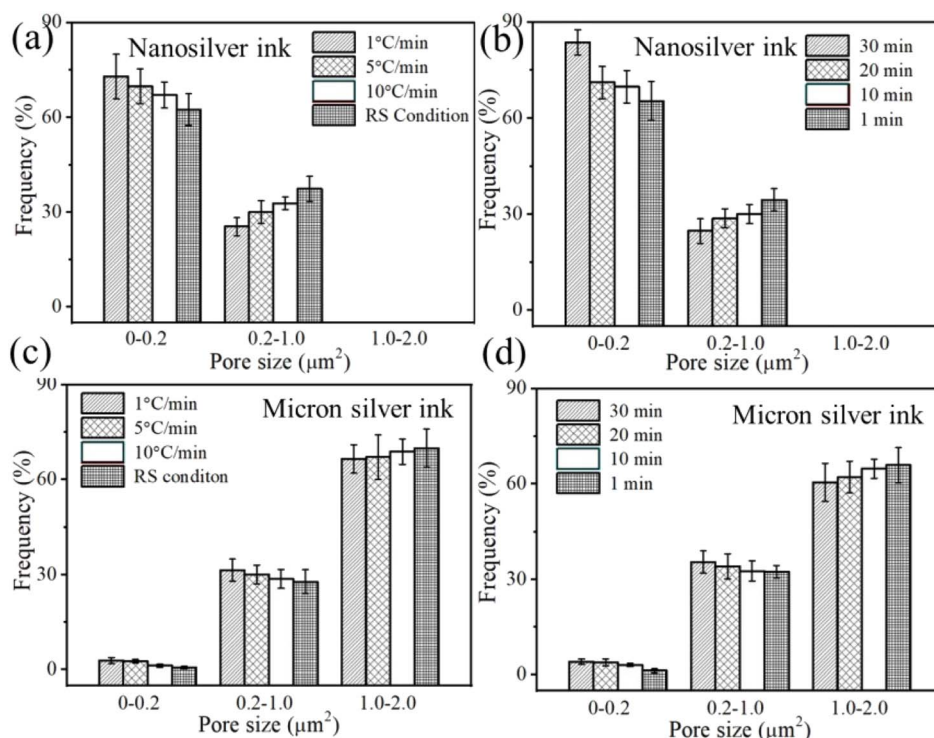 (a)
Nanosilver ink
1°C/min
5°C/min
10°C/min
RS Condition
Frequency (%)
90
60
30
0
0-0.2
0.2-1.0
1.0-2.0
Pore size (μm²)
(b)
Nanosilver ink
30 min
20 min
10 min
1 min
Frequency (%)
90
60
30
0
0-0.2
0.2-1.0
1.0-2.0
Pore size (μm²)
(c)
Micron silver ink
1°C/min
5°C/min
10°C/min
RS conditon
Frequency (%)
90
60
30
0
0-0.2
0.2-1.0
1.0-2.0
Pore size (μm²)
(d)
Micron silver ink
30 min
20 min
10 min
1 min
Frequency (%)
90
60
30
0
0-0.2
0.2-1.0
1.0-2.0
Pore size (μm²)